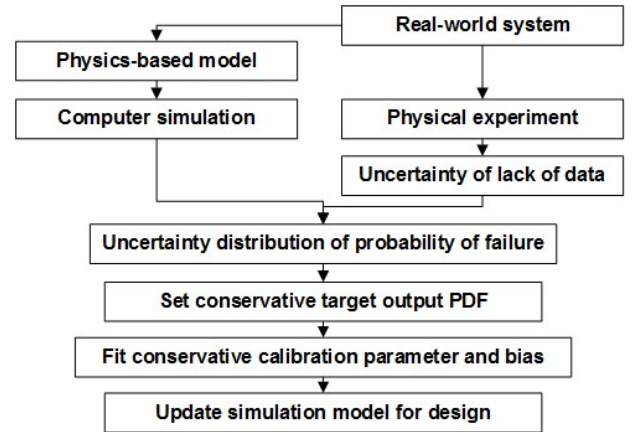 Real-world system
Physics-based model
Computer simulation
Physical experiment
Uncertainty of lack of data
Uncertainty distribution of probability of failure
Set conservative target output PDF
Fit conservative calibration parameter and bias
Update simulation model for design